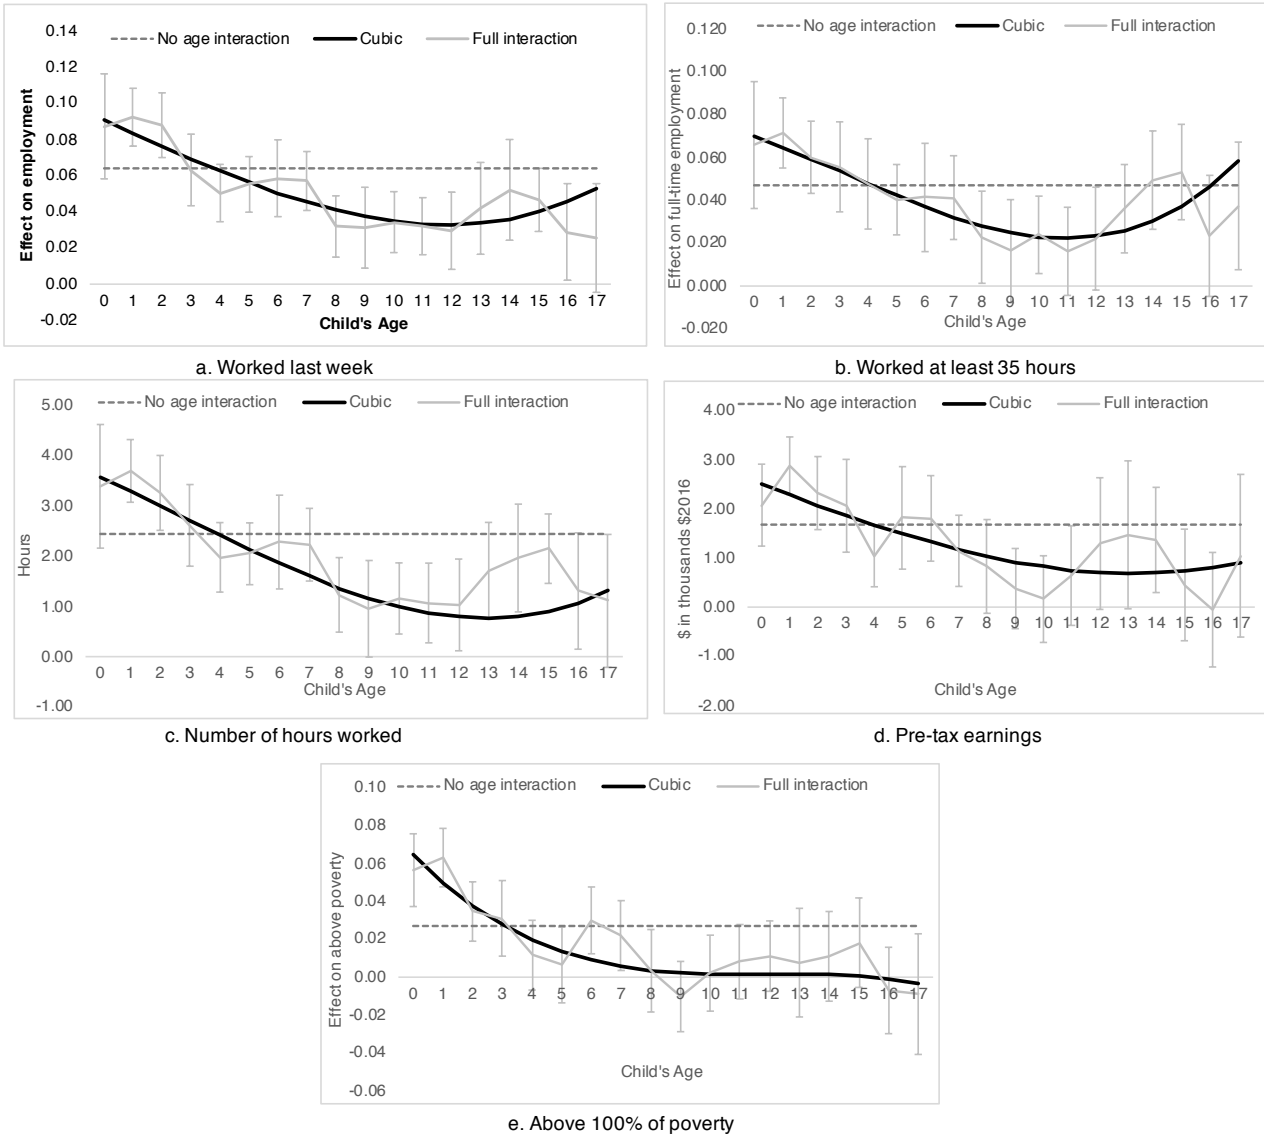 0.14
No age interaction Cubic Full interaction
0.12
0.10
0.08
0.06
0.04
0.02
0.00
-0.02
Effect on employment
0 1 2 3 4 5 6 7 8 9 10 11 12 13 14 15 16 17
Child's Age
a. Worked last week
0.120
No age interaction Cubic Full interaction
0.100
0.080
0.060
0.040
0.020
0.000
-0.020
Effect on full-time employment
0 1 2 3 4 5 6 7 8 9 10 11 12 13 14 15 16 17
Child's Age
b. Worked at least 35 hours
5.00
No age interaction Cubic Full interaction
4.00
3.00
2.00
1.00
0.00
-1.00
Hours
0 1 2 3 4 5 6 7 8 9 10 11 12 13 14 15 16 17
Child's Age
c. Number of hours worked
4.00
No age interaction Cubic Full interaction
3.00
2.00
1.00
0.00
-1.00
-2.00
$ in thousands $2016
0 1 2 3 4 5 6 7 8 9 10 11 12 13 14 15 16 17
Child's Age
d. Pre-tax earnings
0.10
No age interaction Cubic Full interaction
0.08
0.06
0.04
0.02
0.00
-0.02
-0.04
-0.06
Effect on above poverty
0 1 2 3 4 5 6 7 8 9 10 11 12 13 14 15 16 17
Child's Age
e. Above 100% of poverty